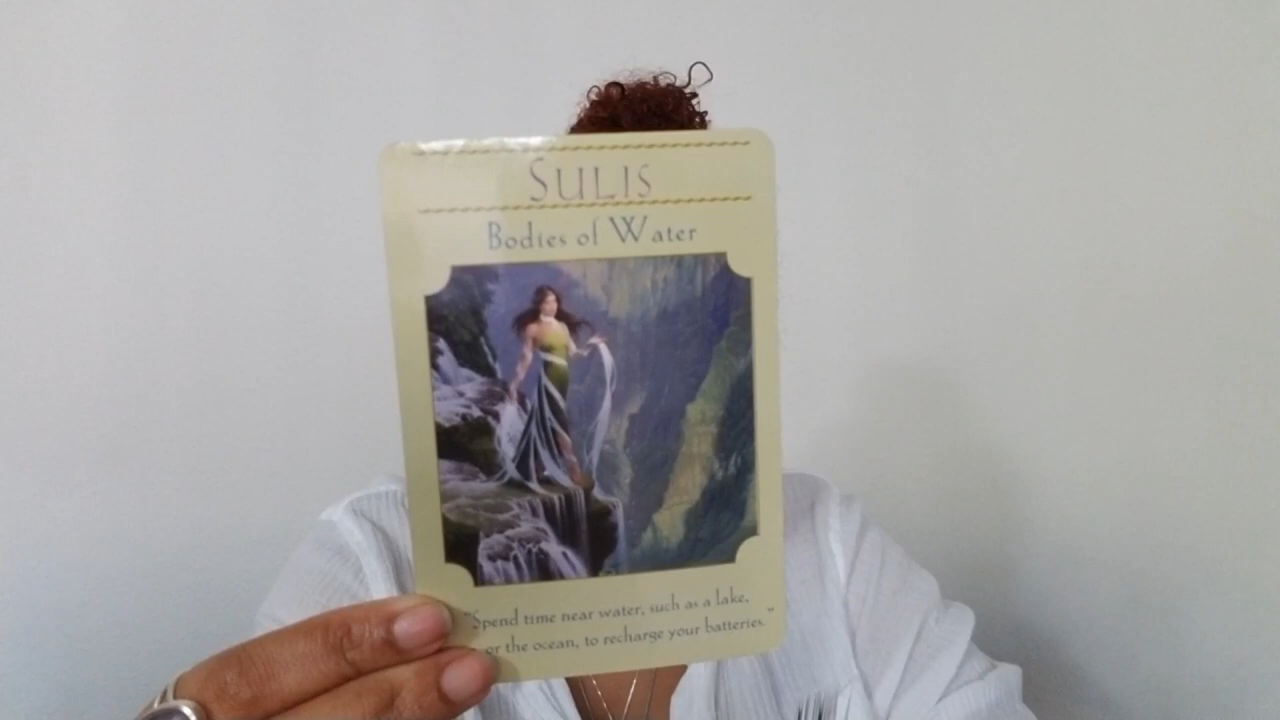 SULIS
Bodies of Water
"Spend time near water, such as a lake,
or the ocean, to recharge your batteries."